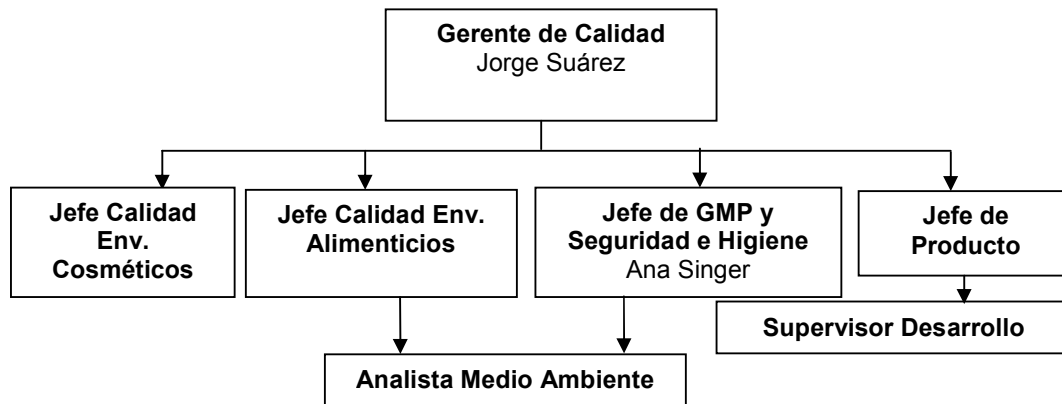 Gerente de Calidad
Jorge Suárez
Jefe Calidad
Env.
Cosméticos
Jefe Calidad Env.
Alimenticios
Jefe de GMP y
Seguridad e Higiene
Ana Singer
Jefe de
Producto
Supervisor Desarrollo
Analista Medio Ambiente